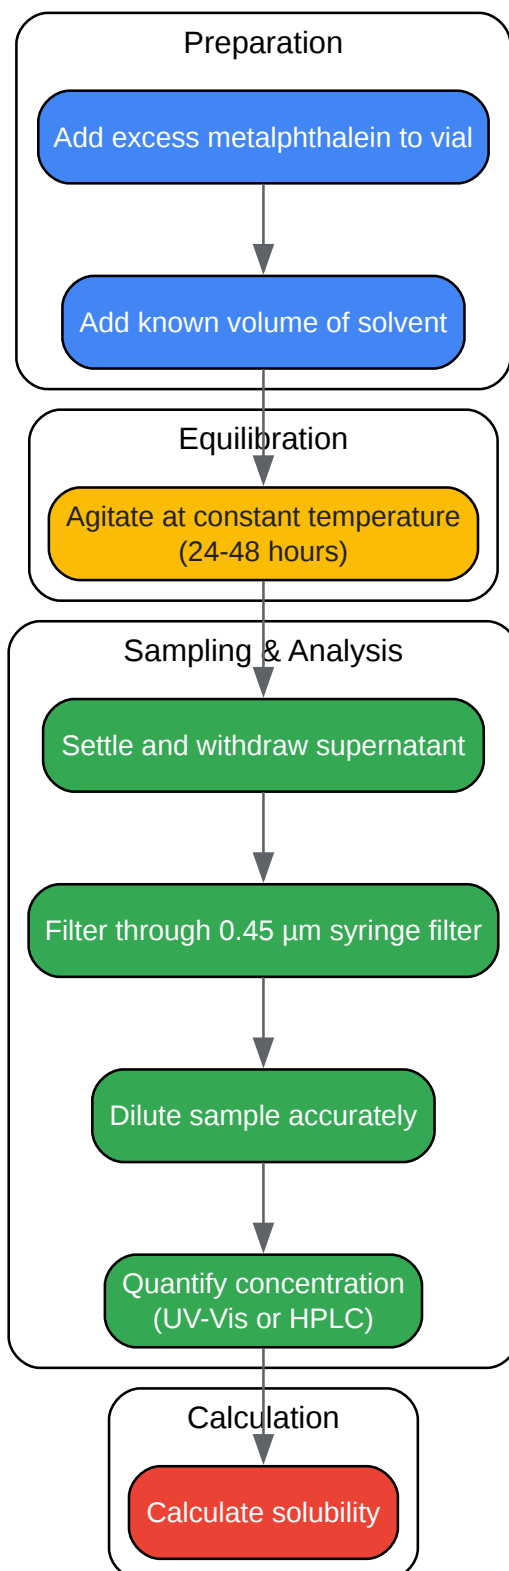 Preparation
Add excess metalphthalein to vial
Add known volume of solvent
Equilibration
Agitate at constant temperature
(24-48 hours)
Sampling & Analysis
Settle and withdraw supernatant
Filter through 0.45 µm syringe filter
Dilute sample accurately
Quantify concentration
(UV-Vis or HPLC)
Calculation
Calculate solubility